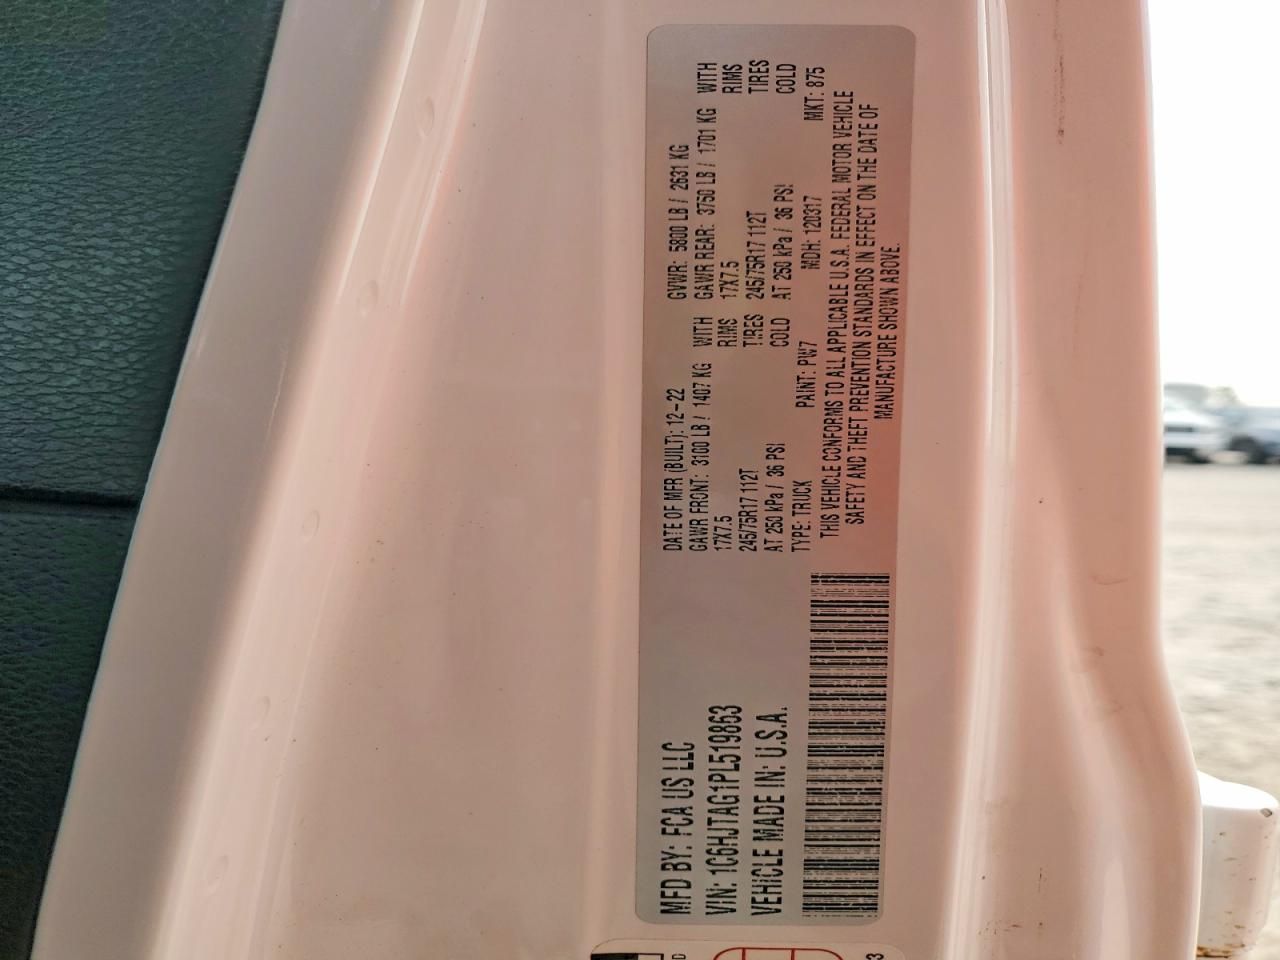 MFD BY: FCA US LLC
VIN: 1C6HJTAG1PL519863
VEHICLE MADE IN: U.S.A.
DATE OF MFR (BUILT): 12-22 GVWR: 5800 LB / 2631 KG
GAWR FRONT: 3100 LB / 1407 KG WITH GAWR REAR: 3750 LB / 1701 KG WITH
17X7.5 RIMS 17X7.5 RIMS
245/75R17 112T TIRES 245/75R17 112T TIRES
AT 250 kPa / 36 PSI COLD AT 250 kPa / 36 PSI COLD
TYPE: TRUCK PAINT: PW7 MDH: 120317 MKT: 875
THIS VEHICLE CONFORMS TO ALL APPLICABLE U.S.A. FEDERAL MOTOR VEHICLE
SAFETY AND THEFT PREVENTION STANDARDS IN EFFECT ON THE DATE OF
MANUFACTURE SHOWN ABOVE.